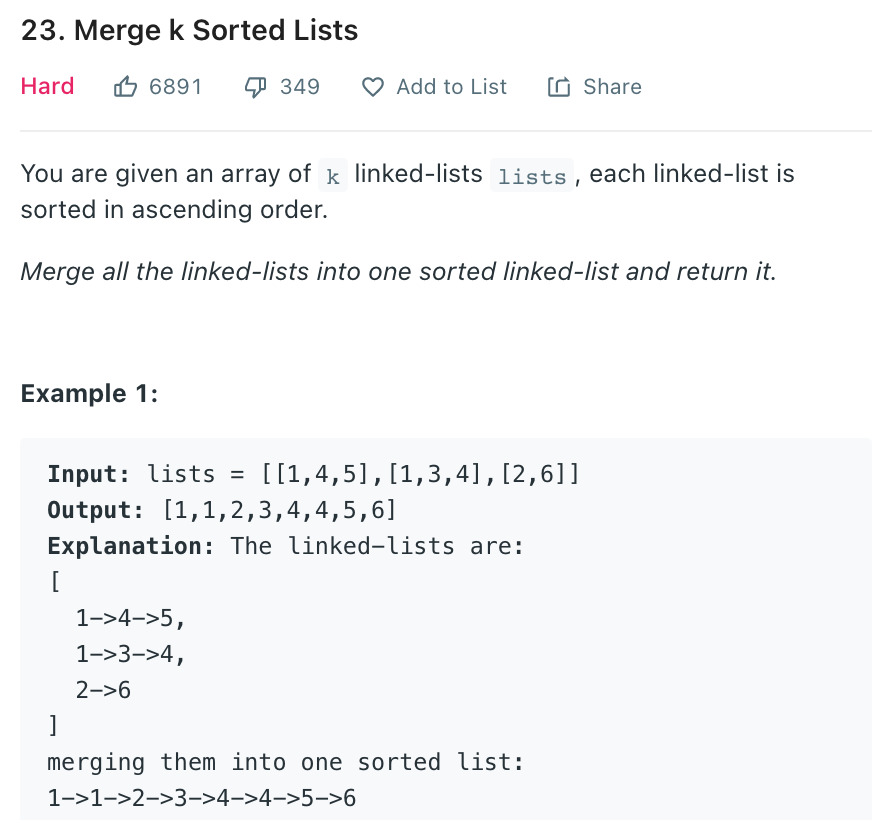 23. Merge k Sorted Lists
Hard 6891 349 Add to List Share
You are given an array of k linked-lists lists, each linked-list is
sorted in ascending order.
Merge all the linked-lists into one sorted linked-list and return it.
Example 1:
Input: lists = [[1,4,5],[1,3,4],[2,6]]
Output: [1,1,2,3,4,4,5,6]
Explanation: The linked-lists are:
[
  1->4->5,
  1->3->4,
  2->6
]
merging them into one sorted list:
1->1->2->3->4->4->5->6